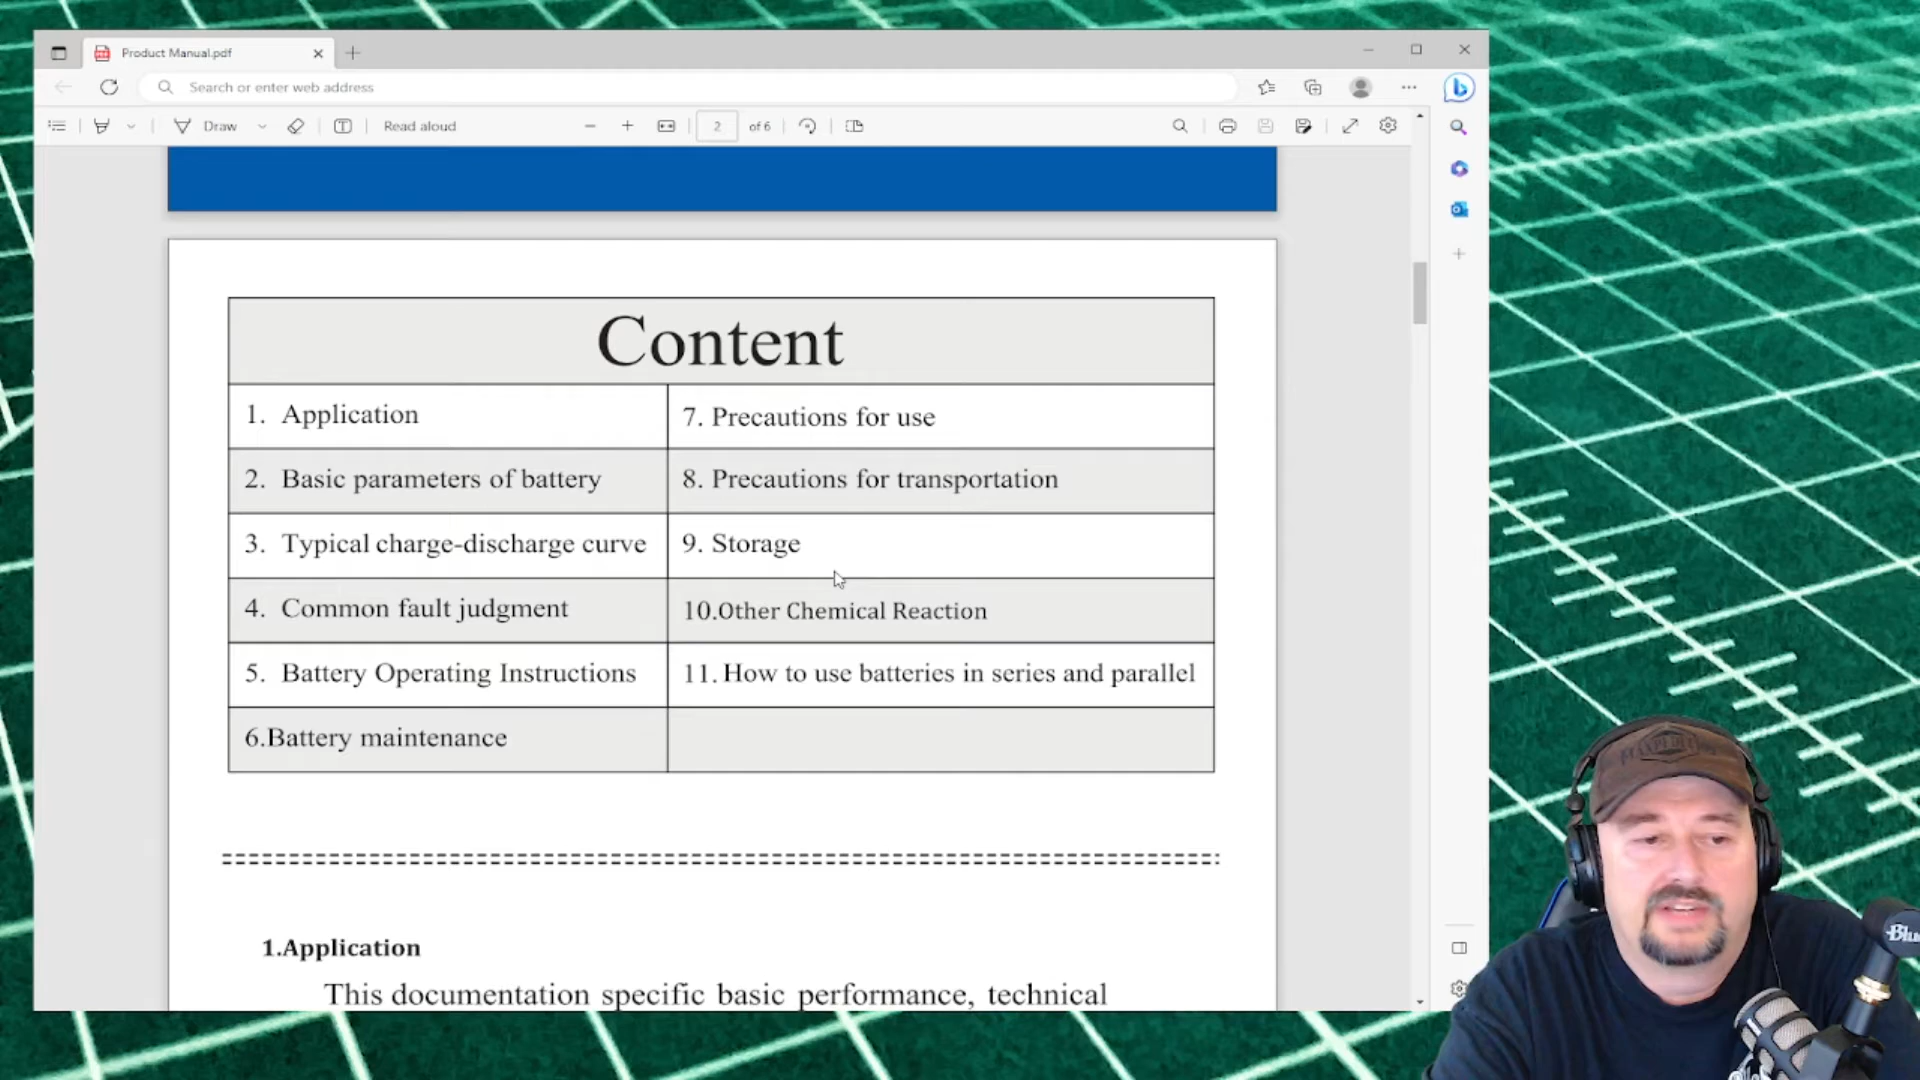 Product Manual.pdf
Search or enter web address
Draw
Read aloud
2
of 6
Content
1. Application
7. Precautions for use
2. Basic parameters of battery
8. Precautions for transportation
3. Typical charge-discharge curve
9. Storage
4. Common fault judgment
10.Other Chemical Reaction
5. Battery Operating Instructions
11. How to use batteries in series and parallel
6.Battery maintenance
1.Application
This documentation specific basic performance, technical
Blue